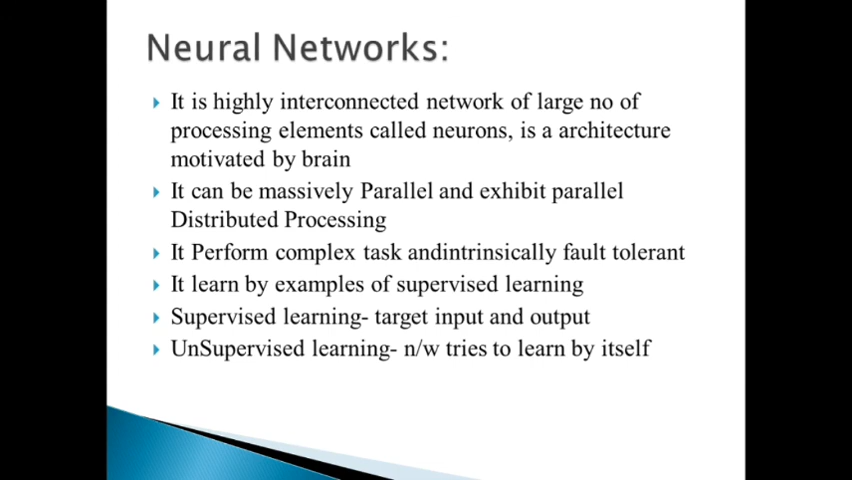 Neural Networks:
It is highly interconnected network of large no of
processing elements called neurons, is a architecture
motivated by brain
It can be massively Parallel and exhibit parallel
Distributed Processing
It Perform complex task andintrinsically fault tolerant
It learn by examples of supervised learning
Supervised learning- target input and output
UnSupervised learning- n/w tries to learn by itself